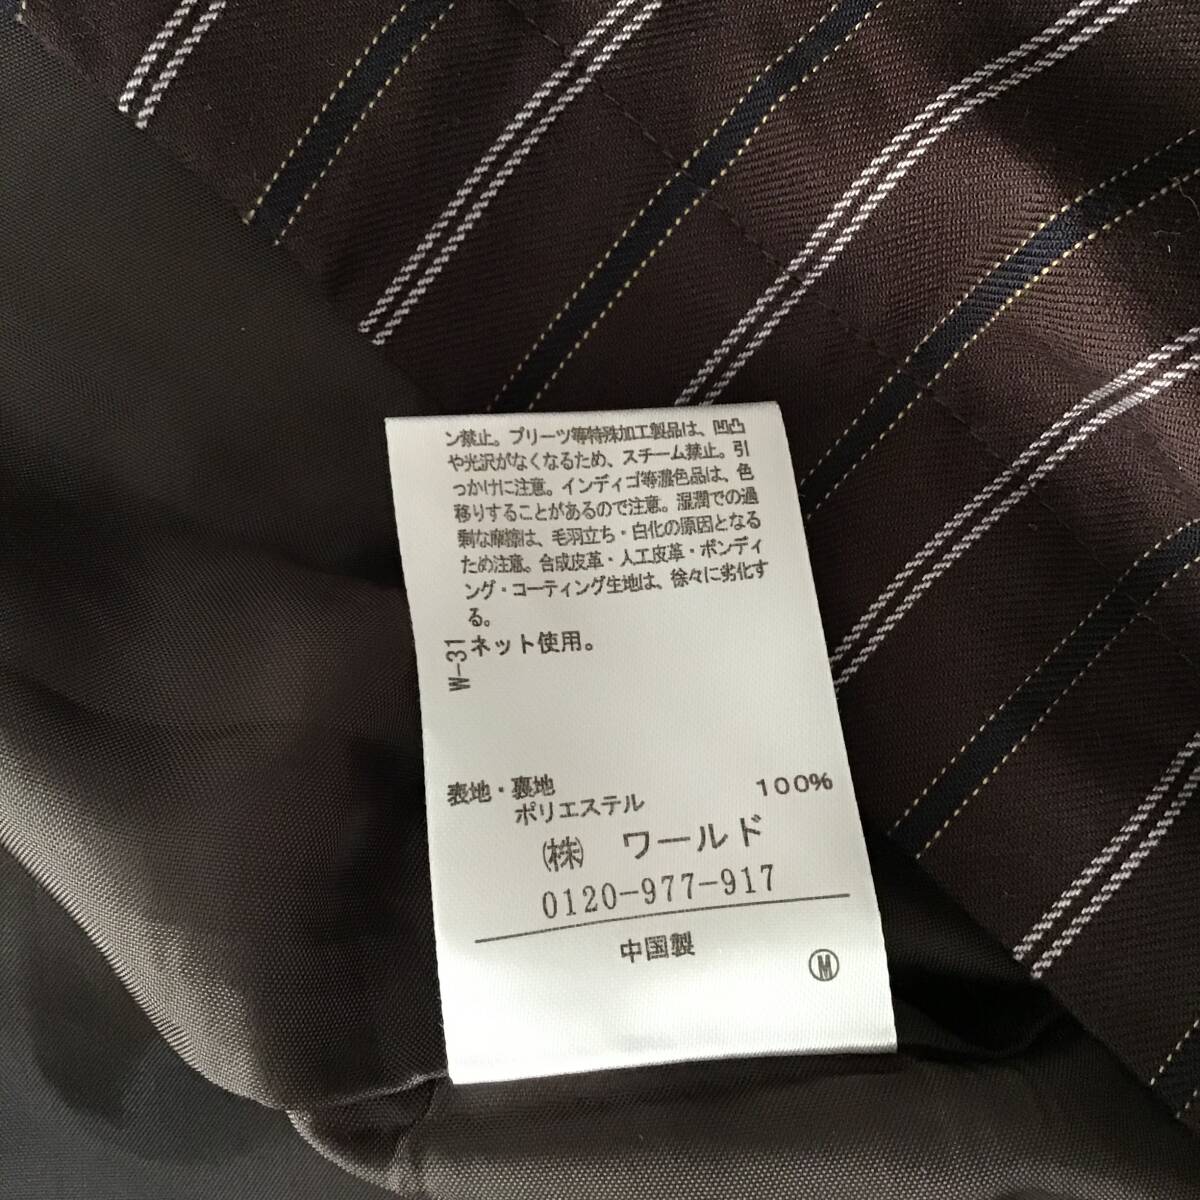 ン禁止。プリーツ等特殊加工製品は、凹凸
や光沢がなくなるため、スチーム禁止。引
っかけに注意。インディゴ等濃色品は、色
移りすることがあるので注意。湿潤での過
剰な摩擦は、毛羽立ち・白化の原因となる
ため注意。合成皮革・人工皮革・ボンディ
ング・コーティング生地は、徐々に劣化す
る。
ネット使用。
W-31
表地・裏地
ポリエステル 100%
㈱ ワールド
0120-977-917
中国製
Ⓜ